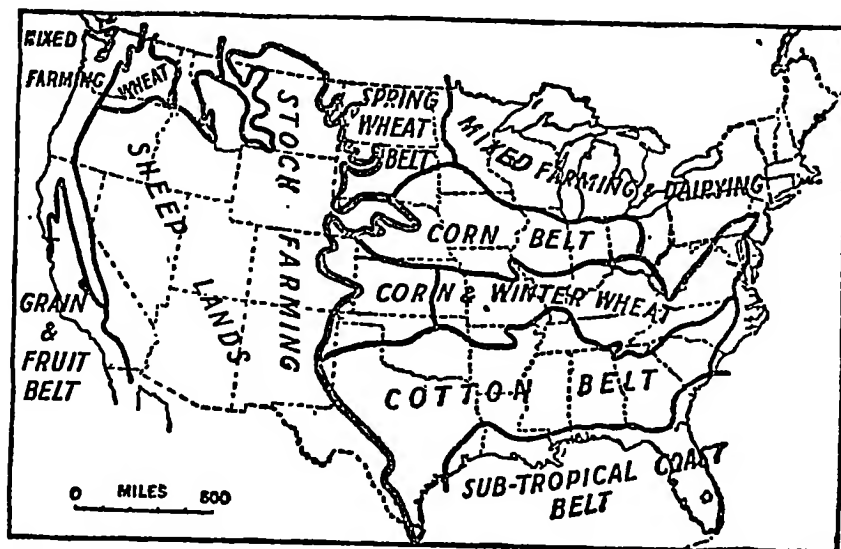 MIXED
FARMING
WHEAT
SPRING
WHEAT
BELT
MIXED FARMING & DAIRYING
STOCK FARMING
SHEEP
LANDS
CORN BELT
CORN & WINTER WHEAT
GRAIN
&
FRUIT
BELT
COTTON BELT
SUB-TROPICAL COAST
BELT
0 MILES 500